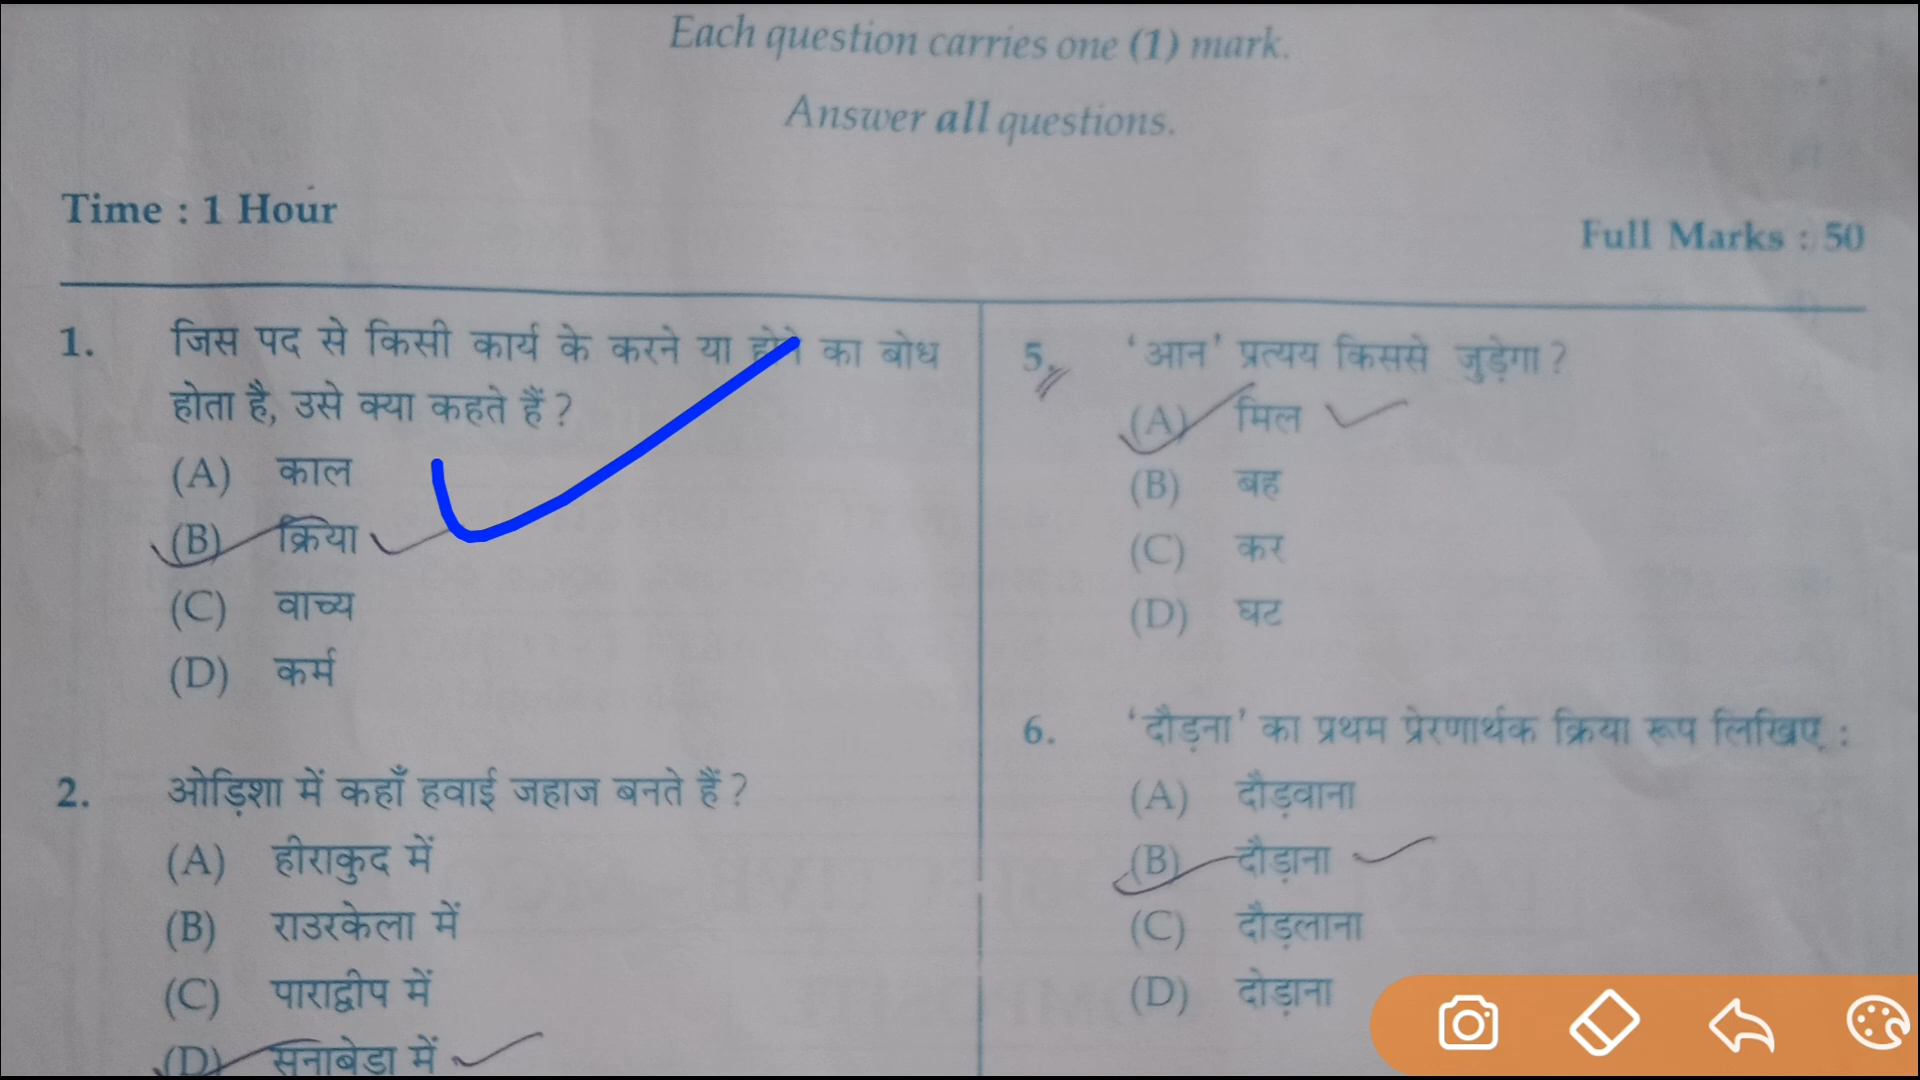 Each question carries one (1) mark.
Answer all questions.
Time : 1 Hour
Full Marks : 50
1. जिस पद से किसी कार्य के करने या होने का बोध
होता है, उसे क्या कहते हैं ?
(A) काल
(B) क्रिया
(C) वाच्य
(D) कर्म
2. ओड़िशा में कहाँ हवाई जहाज बनते हैं ?
(A) हीराकुद में
(B) राउरकेला में
(C) पाराद्वीप में
(D) सुनाबेडा में
5. ‘आन’ प्रत्यय किससे जुड़ेगा ?
(A) मिल
(B) बह
(C) कर
(D) घट
6. ‘दौड़ना’ का प्रथम प्रेरणार्थक क्रिया रूप लिखिए :
(A) दौड़वाना
(B) दौड़ाना
(C) दौड़लाना
(D) दोड़ाना